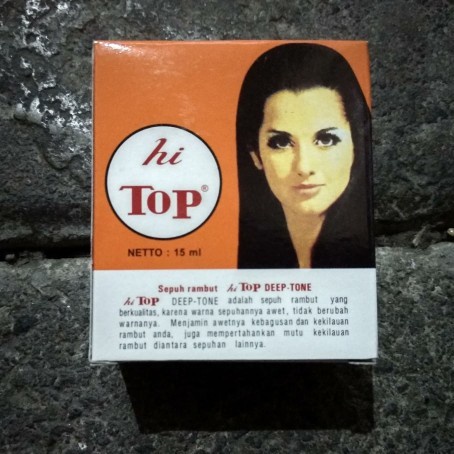 hi
TOP®
NETTO : 15 ml
Sepuh rambut hi TOP DEEP-TONE
hi TOP DEEP-TONE adalah sepuh rambut yang
berkualitas, karena warna sepuhannya awet, tidak berubah
warnanya. Menjamin awetnya kebagusan dan kekilauan
rambut anda, juga mempertahankan mutu kekilauan
rambut diantara sepuhan lainnya.